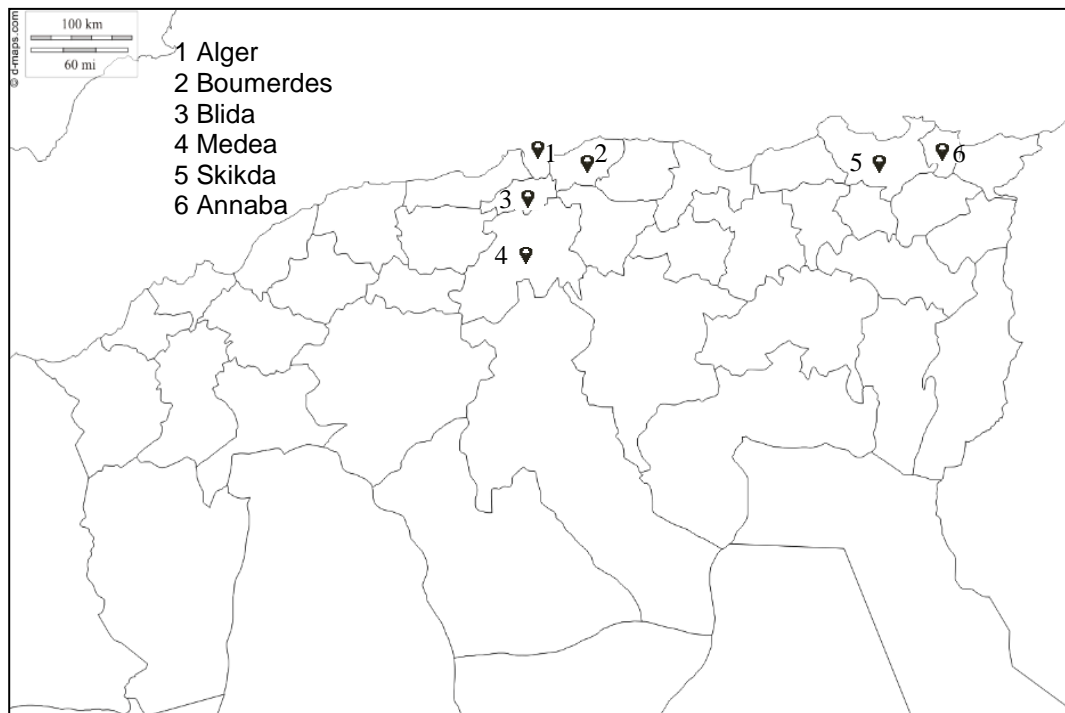 100 km
60 mi
© d-maps.com
1 Alger
2 Boumerdes
3 Blida
4 Medea
5 Skikda
6 Annaba
1
2
3
4
5
6